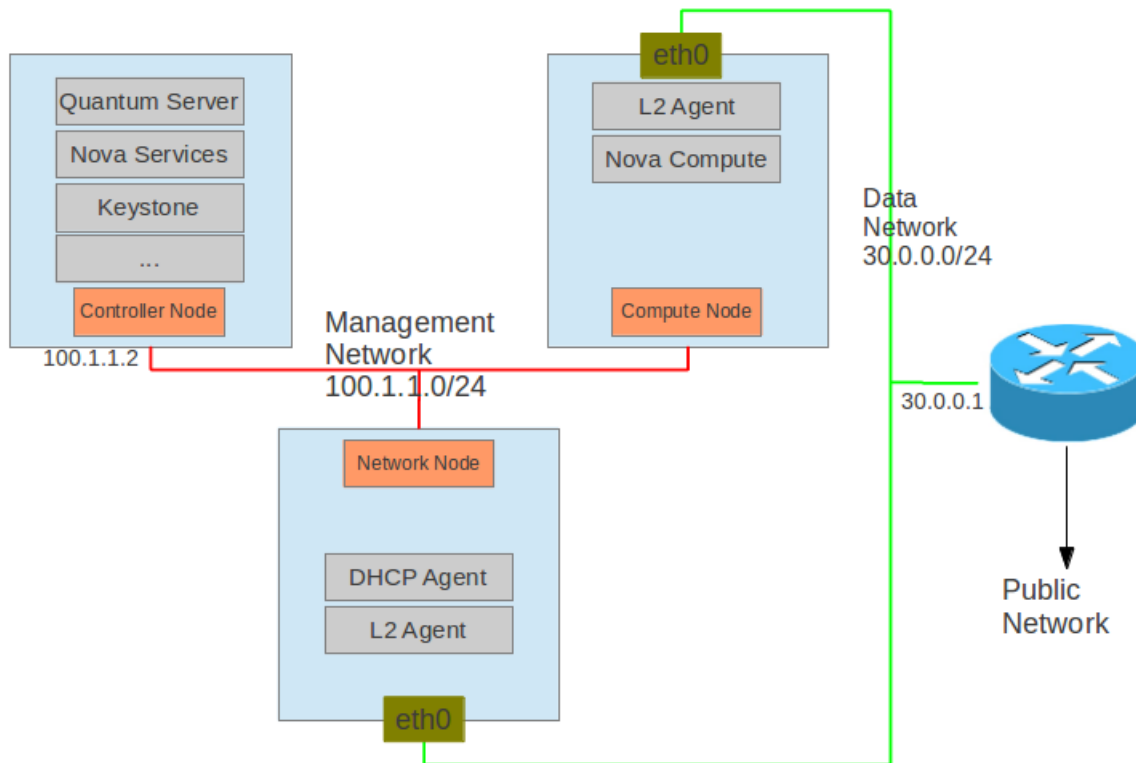 Quantum Server
Nova Services
Keystone
...
Controller Node
100.1.1.2
eth0
L2 Agent
Nova Compute
Compute Node
Management
Network
100.1.1.0/24
Data
Network
30.0.0.0/24
30.0.0.1
Network Node
DHCP Agent
L2 Agent
eth0
Public
Network